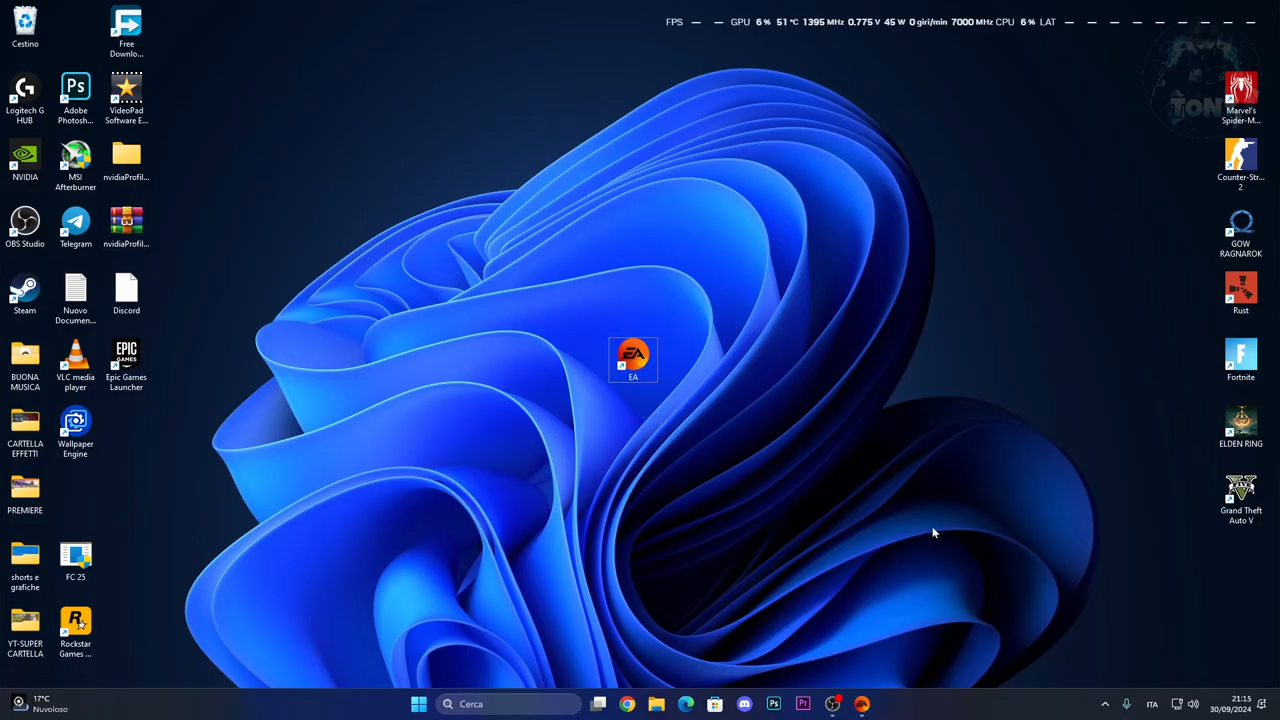 FPS — — GPU 6 % 51 °C 1395 MHz 0.775 V 45 W 0 giri/min 7000 MHz CPU 6 % LAT — — — — — — — —
TON
Cestino
Free
Downlo...
Logitech G
HUB
Adobe
Photosh...
VideoPad
Software E...
NVIDIA
MSI
Afterburner
nvidiaProfil...
OBS Studio
Telegram
nvidiaProfil...
Steam
Nuovo
Documen...
Discord
BUONA
MUSICA
VLC media
player
EPIC
GAMES
Epic Games
Launcher
CARTELLA
EFFETTI
Wallpaper
Engine
PREMIERE
shorts e
grafiche
FC 25
YT-SUPER
CARTELLA
Rockstar
Games ...
EA
EA
Marvel's
Spider-M...
Counter-Str...
2
GOW
RAGNAROK
Rust
Fortnite
ELDEN RING
Grand Theft
Auto V
17°C
Nuvoloso
Cerca
ITA
21:15
30/09/2024